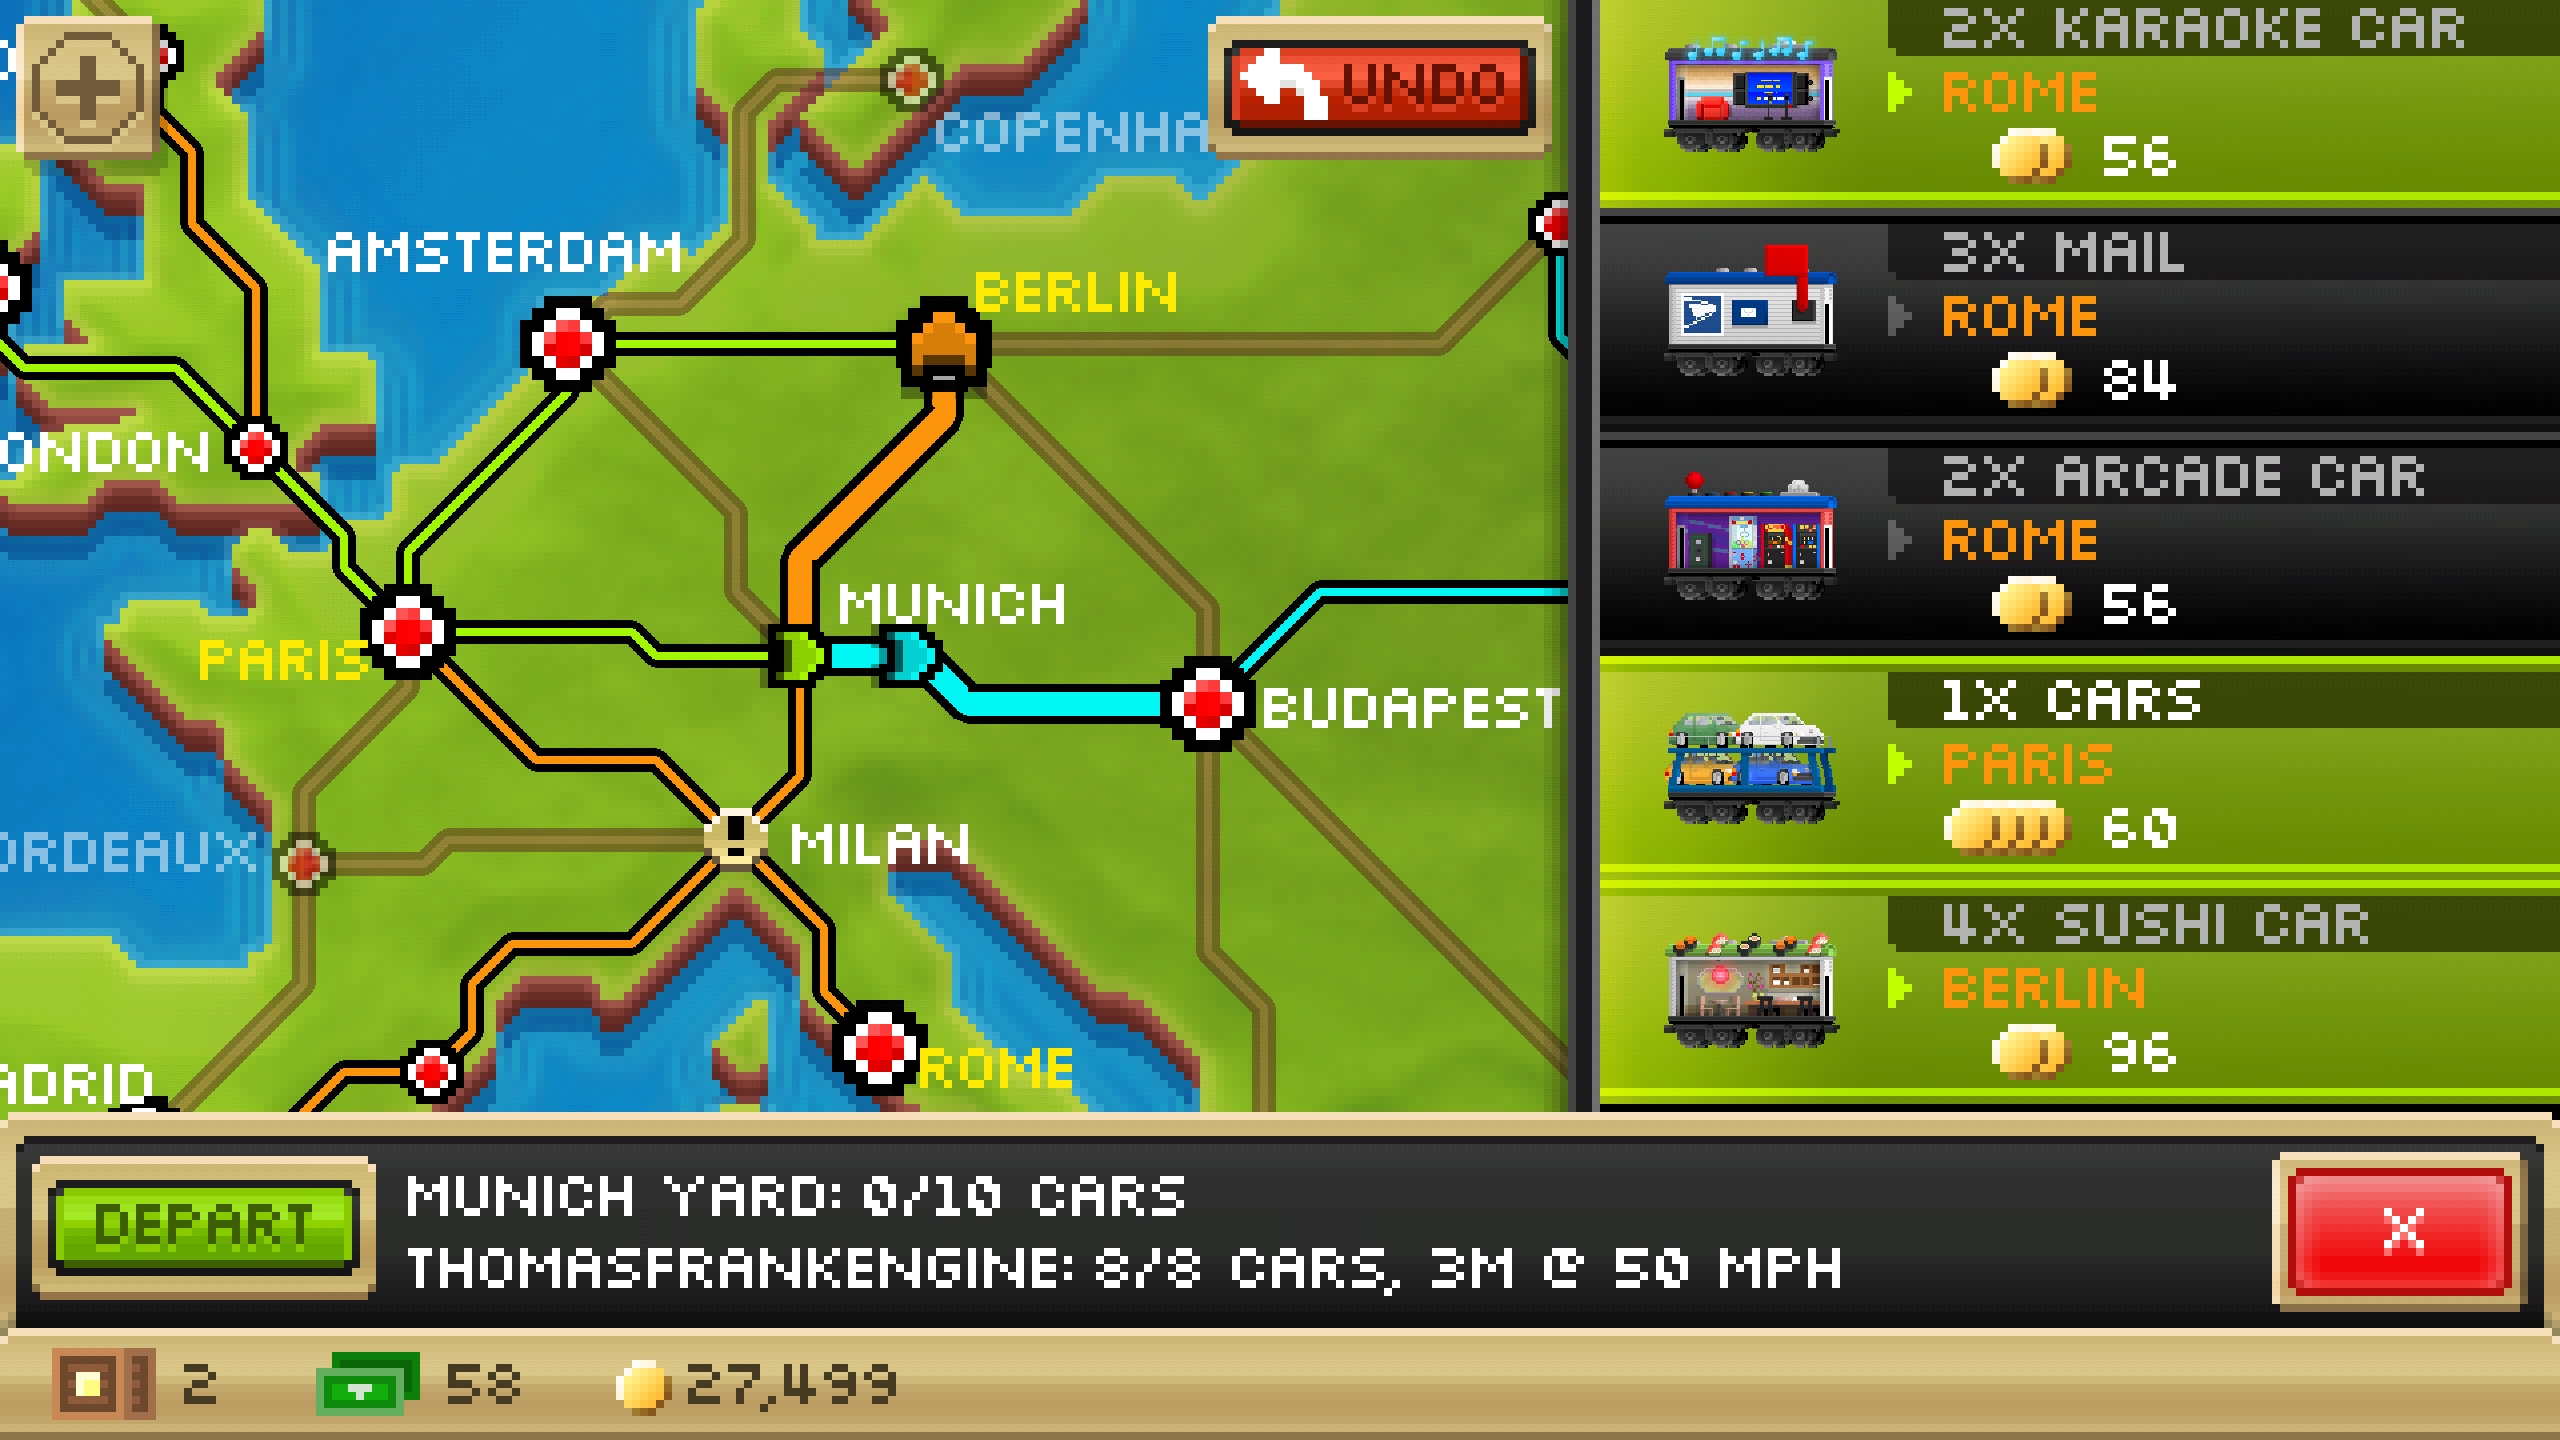 UNDO
COPENHA
AMSTERDAM
BERLIN
ONDON
MUNICH
PARIS
BUDAPEST
MILAN
ORDEAUX
ROME
ADRID
2X KARAOKE CAR
ROME
56
3X MAIL
ROME
84
2X ARCADE CAR
ROME
56
1X CARS
PARIS
60
4X SUSHI CAR
BERLIN
96
DEPART
MUNICH YARD: 0/10 CARS
THOMASFRANKENGINE: 8/8 CARS, 3M @ 50 MPH
X
2
58
27,499